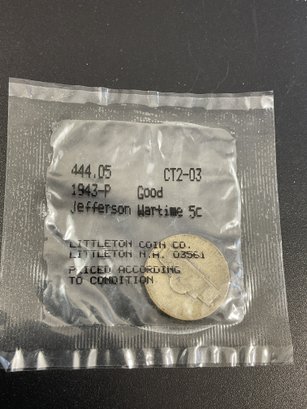 444.05 CT2-03
1943-P Good
Jefferson Wartime 5c
LITTLETON COIN CO.
LITTLETON N.H. 03561
PRICED ACCORDING
TO CONDITION